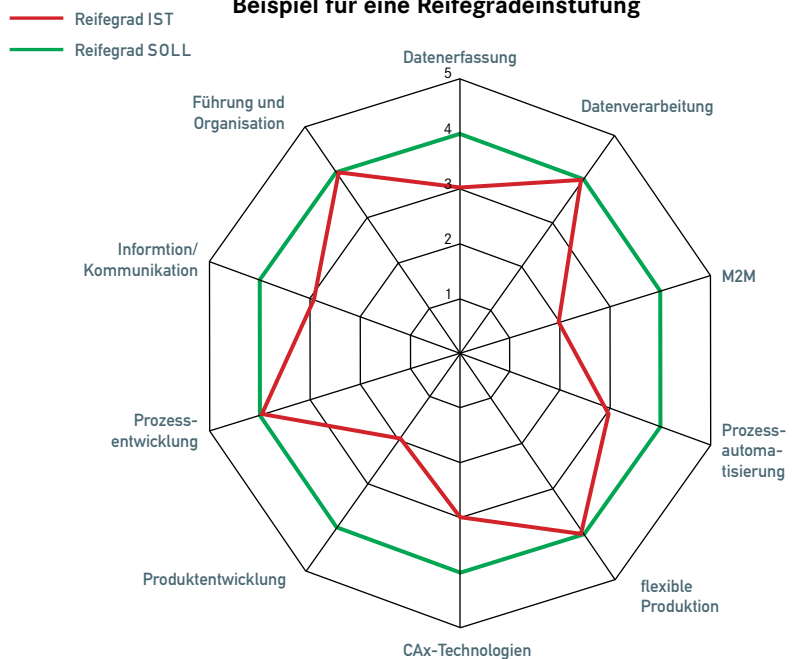 Beispiel für eine Reifegradeinstufung
Reifegrad IST
Reifegrad SOLL
Datenerfassung
5
4
3
2
1
Datenverarbeitung
M2M
Prozess-
automa-
tisierung
flexible
Produktion
CAx-Technologien
Produktentwicklung
Prozess-
entwicklung
Informtion/
Kommunikation
Führung und
Organisation